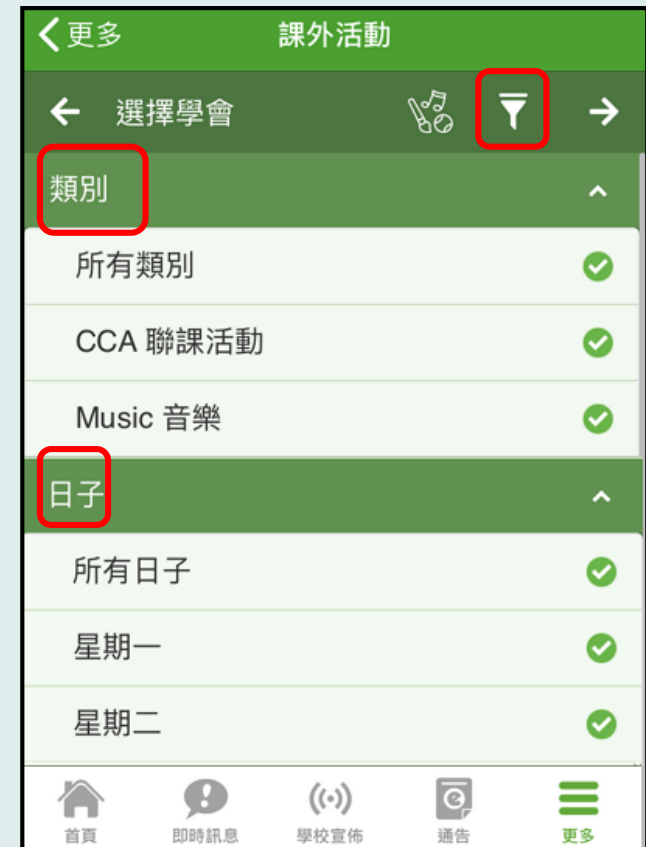 更多 課外活動
選擇學會
類別
所有類別
CCA 聯課活動
Music 音樂
日子
所有日子
星期一
星期二
首頁 即時訊息 學校宣佈 通告 更多